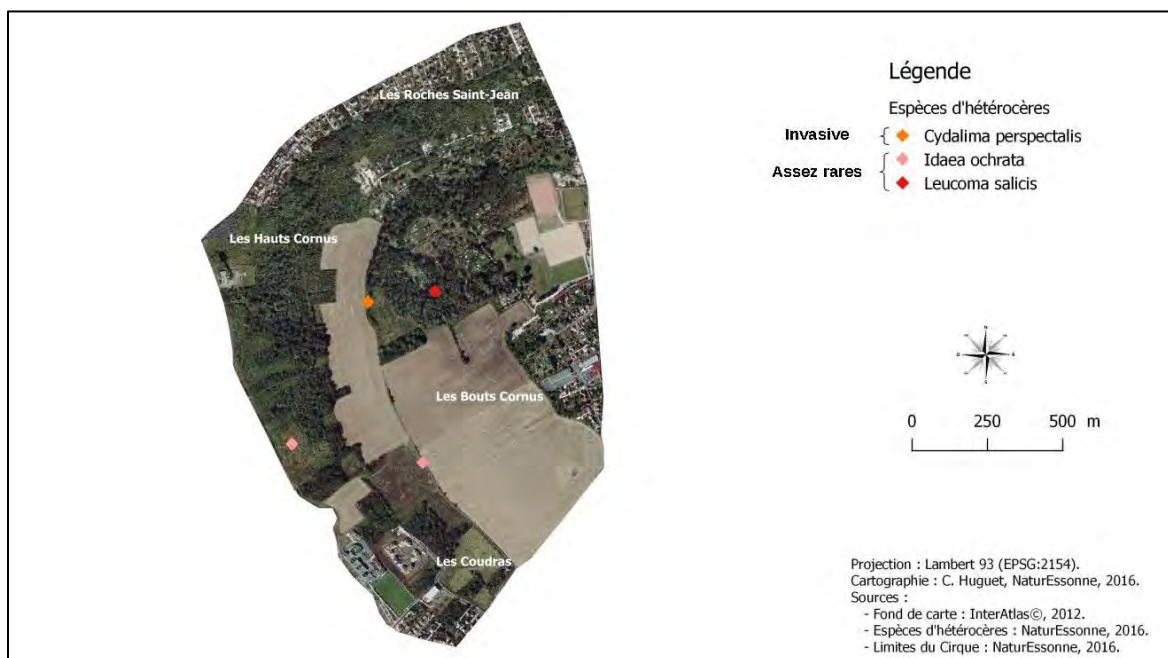 Les Roches Saint-Jean
Les Hauts Cornus
Les Bouts Cornus
Les Coudras
Légende
Espèces d'hétérocères
Invasive
Cydalima perspectalis
Assez rares
Idaea ochrata
Leucoma salicis
N
S
0 250 500 m
Projection : Lambert 93 (EPSG:2154).
Cartographie : C. Huguet, NaturEssonne, 2016.
Sources :
- Fond de carte : InterAtlas©, 2012.
- Espèces d'hétérocères : NaturEssonne, 2016.
- Limites du Cirque : NaturEssonne, 2016.